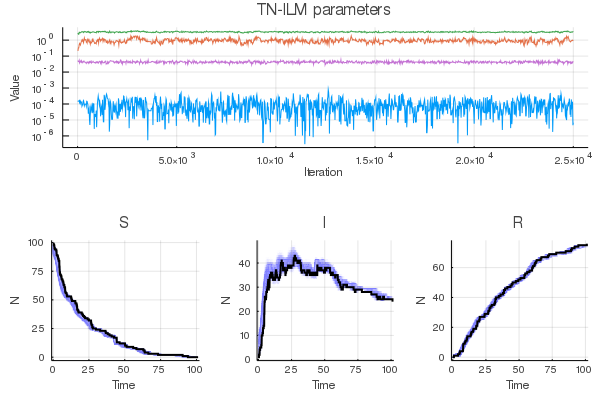 TN-ILM parameters
Value
10⁰
10⁻¹
10⁻²
10⁻³
10⁻⁴
10⁻⁵
10⁻⁶
0 5.0×10³ 1.0×10⁴ 1.5×10⁴ 2.0×10⁴ 2.5×10⁴
Iteration
S
N
100
75
50
25
0
0 25 50 75 100
Time
I
N
40
30
20
10
0
0 25 50 75 100
Time
R
N
60
40
20
0
0 25 50 75 100
Time